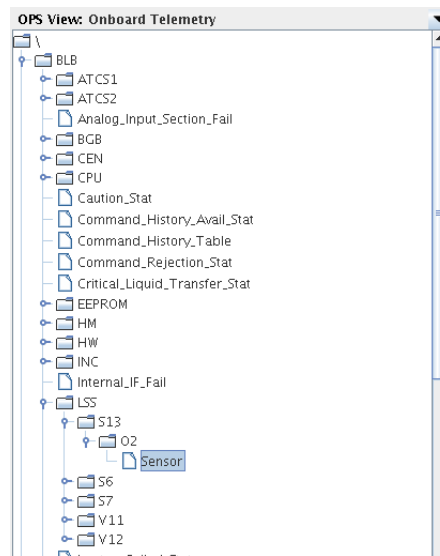 OPS View: Onboard Telemetry
\
BLB
ATCS1
ATCS2
Analog_Input_Section_Fail
BGB
CEN
CPU
Caution_Stat
Command_History_Avail_Stat
Command_History_Table
Command_Rejection_Stat
Critical_Liquid_Transfer_Stat
EEPROM
HM
HW
INC
Internal_IF_Fail
LSS
S13
O2
Sensor
S6
S7
V11
V12